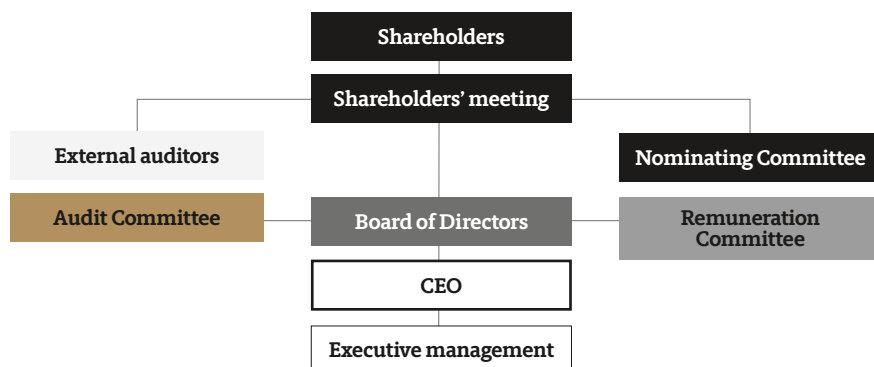 Shareholders
Shareholders’ meeting
External auditors
Nominating Committee
Audit Committee
Board of Directors
Remuneration
Committee
CEO
Executive management